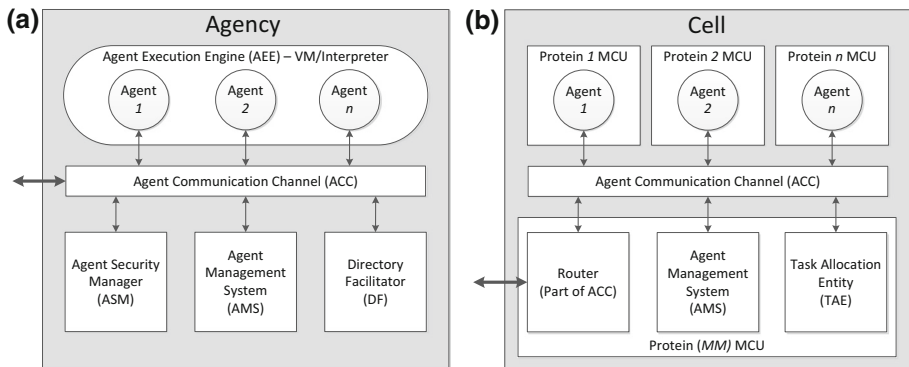 (a)
Agency
Agent Execution Engine (AEE) – VM/Interpreter
Agent
1
Agent
2
Agent
n
Agent Communication Channel (ACC)
Agent Security
Manager
(ASM)
Agent
Management
System
(AMS)
Directory
Facilitator
(DF)
(b)
Cell
Protein 1 MCU
Protein 2 MCU
Protein n MCU
Agent
1
Agent
2
Agent
n
Agent Communication Channel (ACC)
Router
(Part of ACC)
Agent
Management
System
(AMS)
Task Allocation
Entity
(TAE)
Protein (MM) MCU